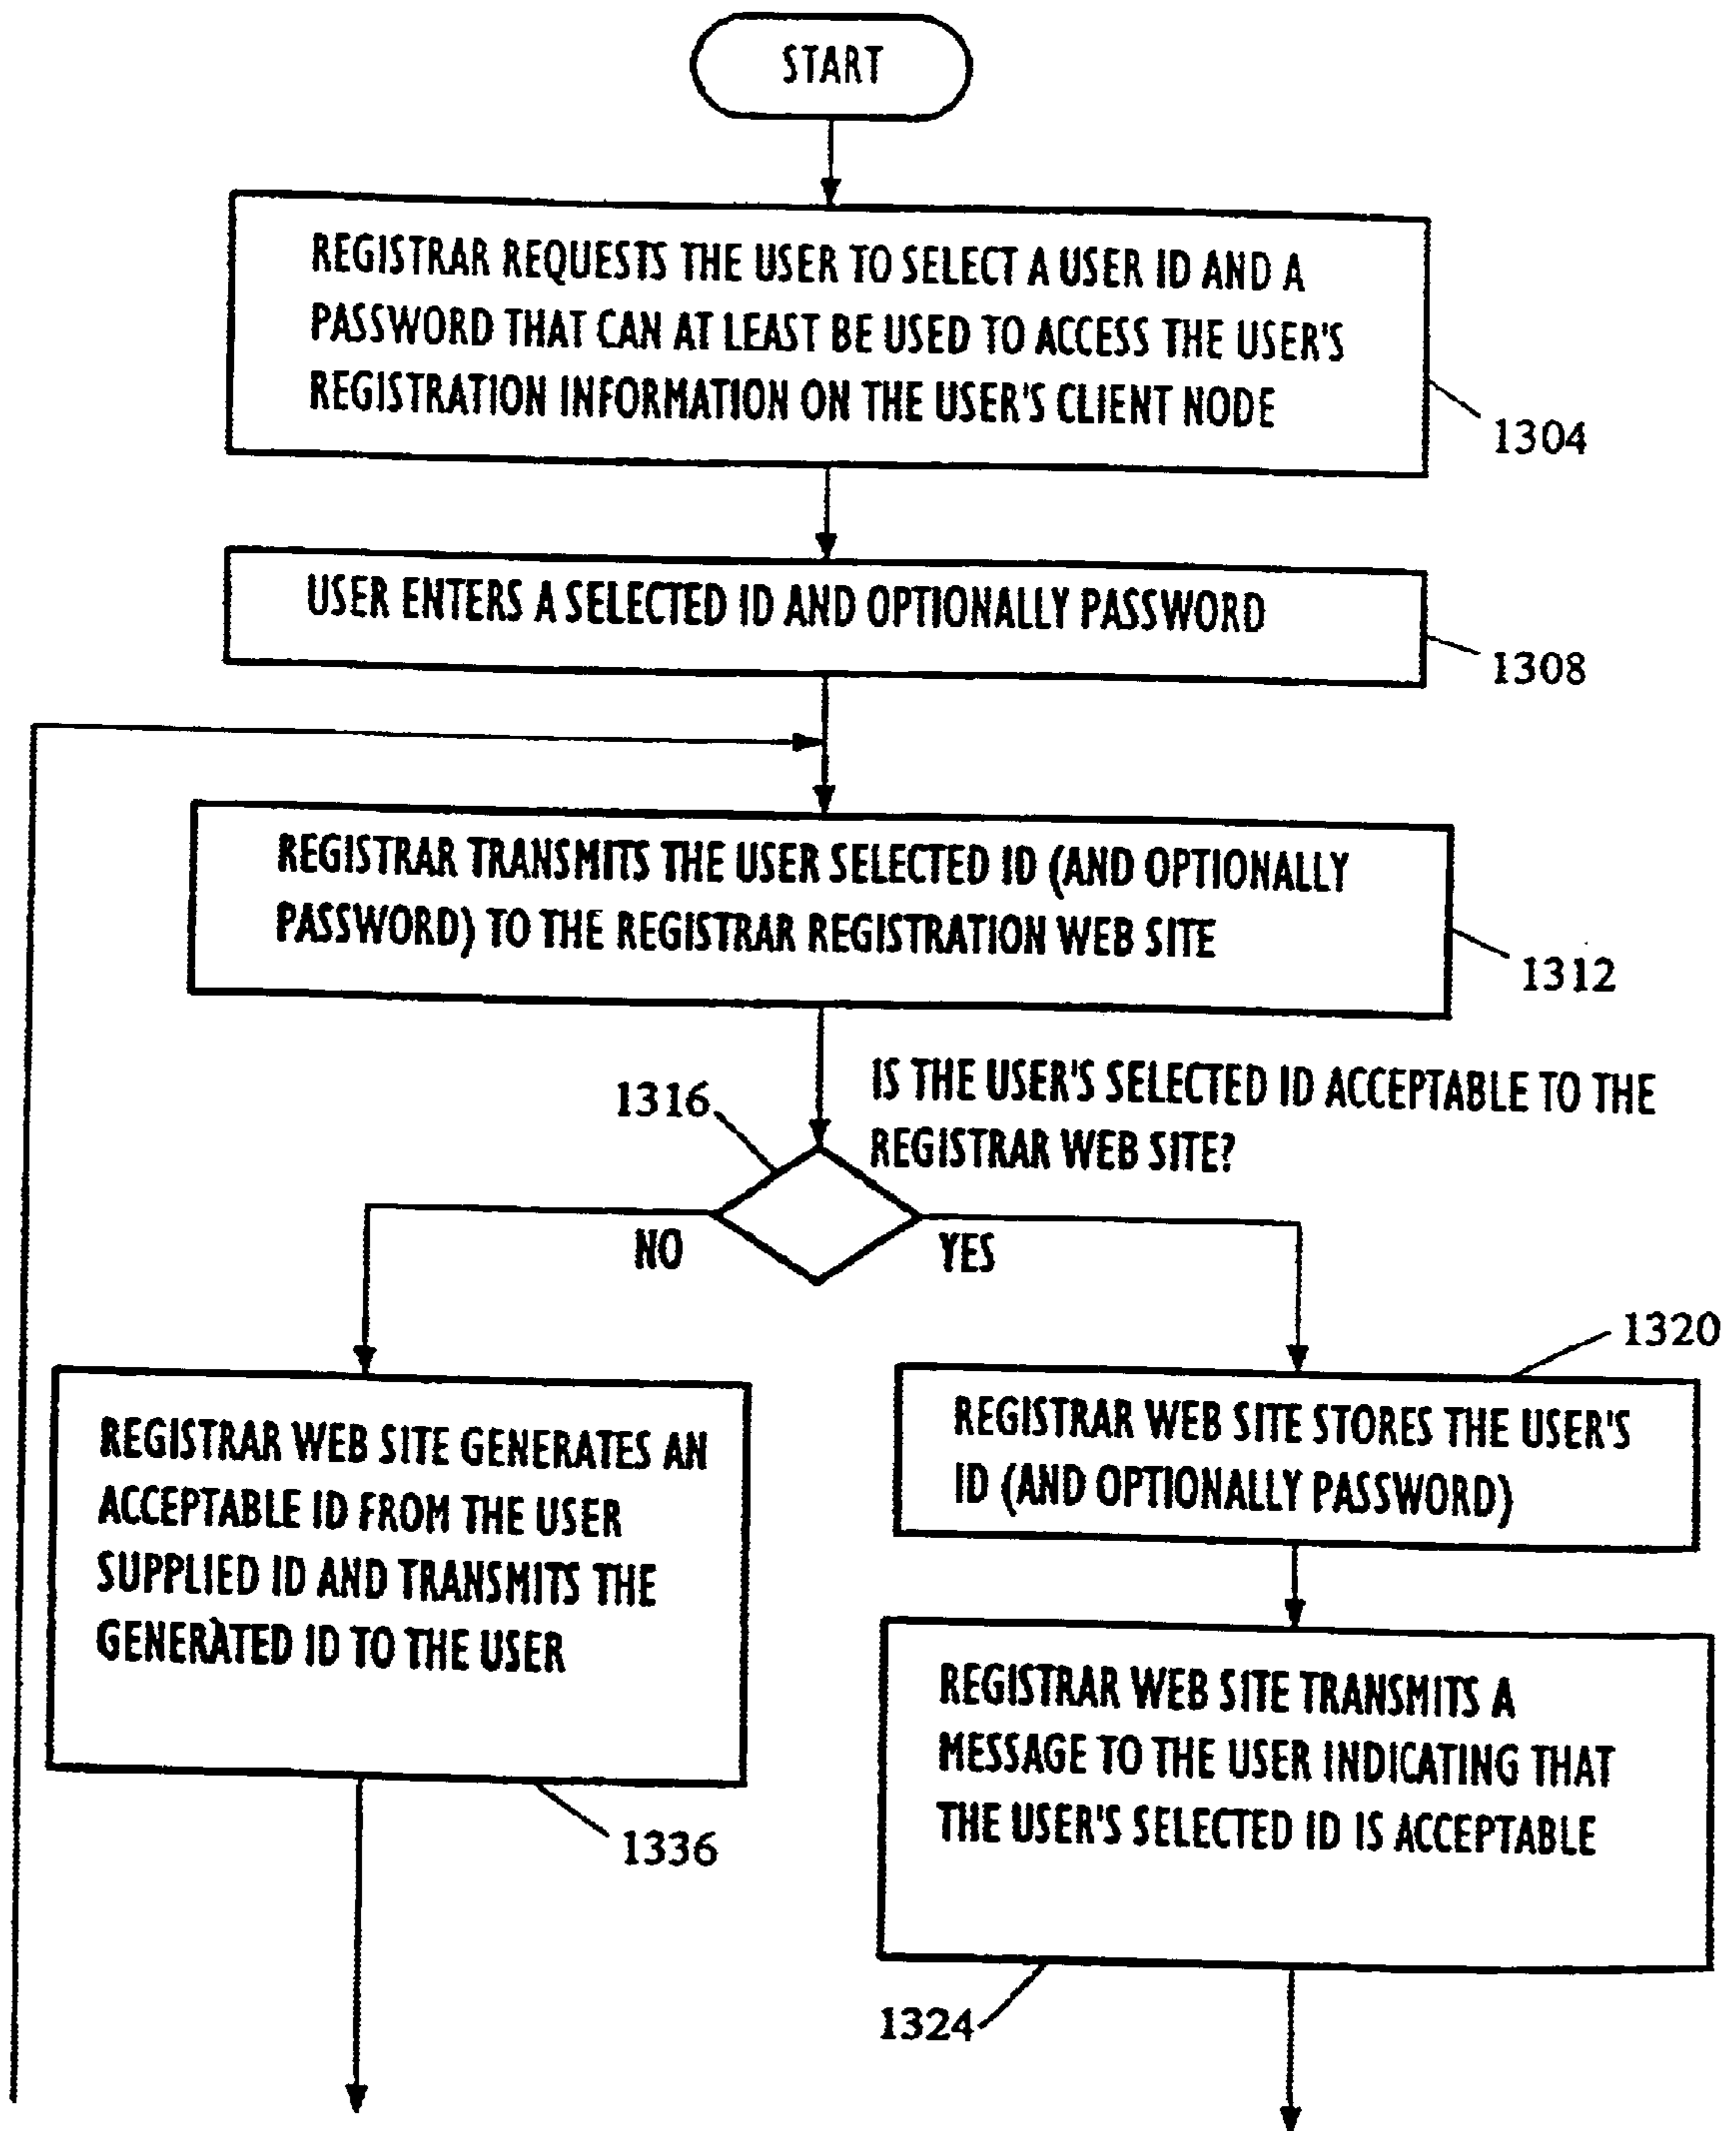 START
REGISTRAR REQUESTS THE USER TO SELECT A USER ID AND A
PASSWORD THAT CAN AT LEAST BE USED TO ACCESS THE USER'S
REGISTRATION INFORMATION ON THE USER'S CLIENT NODE
1304
USER ENTERS A SELECTED ID AND OPTIONALLY PASSWORD
1308
REGISTRAR TRANSMITS THE USER SELECTED ID (AND OPTIONALLY
PASSWORD) TO THE REGISTRAR REGISTRATION WEB SITE
1312
IS THE USER'S SELECTED ID ACCEPTABLE TO THE
REGISTRAR WEB SITE?
1316
NO
YES
1320
REGISTRAR WEB SITE GENERATES AN
ACCEPTABLE ID FROM THE USER
SUPPLIED ID AND TRANSMITS THE
GENERATED ID TO THE USER
1336
REGISTRAR WEB SITE STORES THE USER'S
ID (AND OPTIONALLY PASSWORD)
REGISTRAR WEB SITE TRANSMITS A
MESSAGE TO THE USER INDICATING THAT
THE USER'S SELECTED ID IS ACCEPTABLE
1324